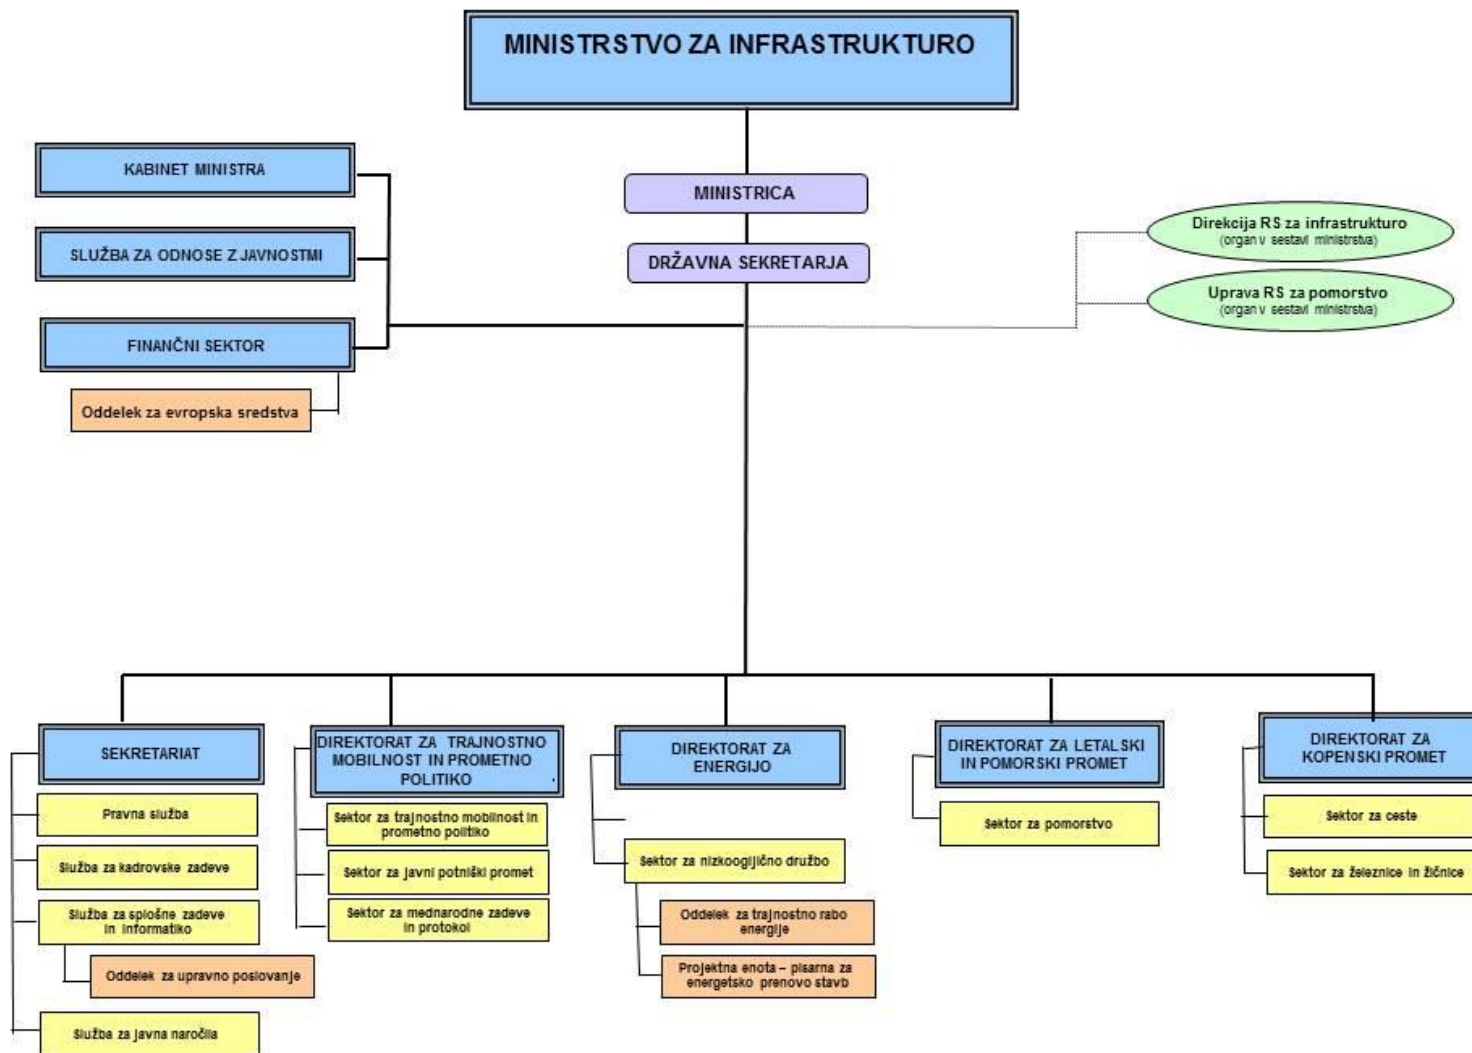 MINISTRSTVO ZA INFRASTRUKTURO
KABINET MINISTRA
SLUŽBA ZA ODNOSE Z JAVNOSTMI
FINANČNI SEKTOR
Oddelek za evropska sredstva
MINISTRICA
DRŽAVNA SEKRETARJA
Direkcija RS za infrastrukturo
(organ v sestavi ministrstva)
Uprava RS za pomorstvo
(organ v sestavi ministrstva)
SEKRETARIAT
Pravna služba
Služba za kadrovske zadeve
Služba za splošne zadeve
in informatiko
Oddelek za upravno poslovanje
Služba za javna naročila
DIREKTORAT ZA TRAJNOSTNO
MOBILNOST IN PROMETNO
POLITIKO
Sektor za trajnostno mobilnost in
prometno politiko
Sektor za javni potniški promet
Sektor za mednarodne zadeve
in protokol
DIREKTORAT ZA
ENERGIJO
Sektor za nizkoogljično družbo
Oddelek za trajnostno rabo
energije
Projektna enota – pisarna za
energetsko prenovo stavb
DIREKTORAT ZA LETALSKI
IN POMORSKI PROMET
Sektor za pomorstvo
DIREKTORAT ZA
KOPENSKI PROMET
Sektor za ceste
Sektor za železnice in žičnice